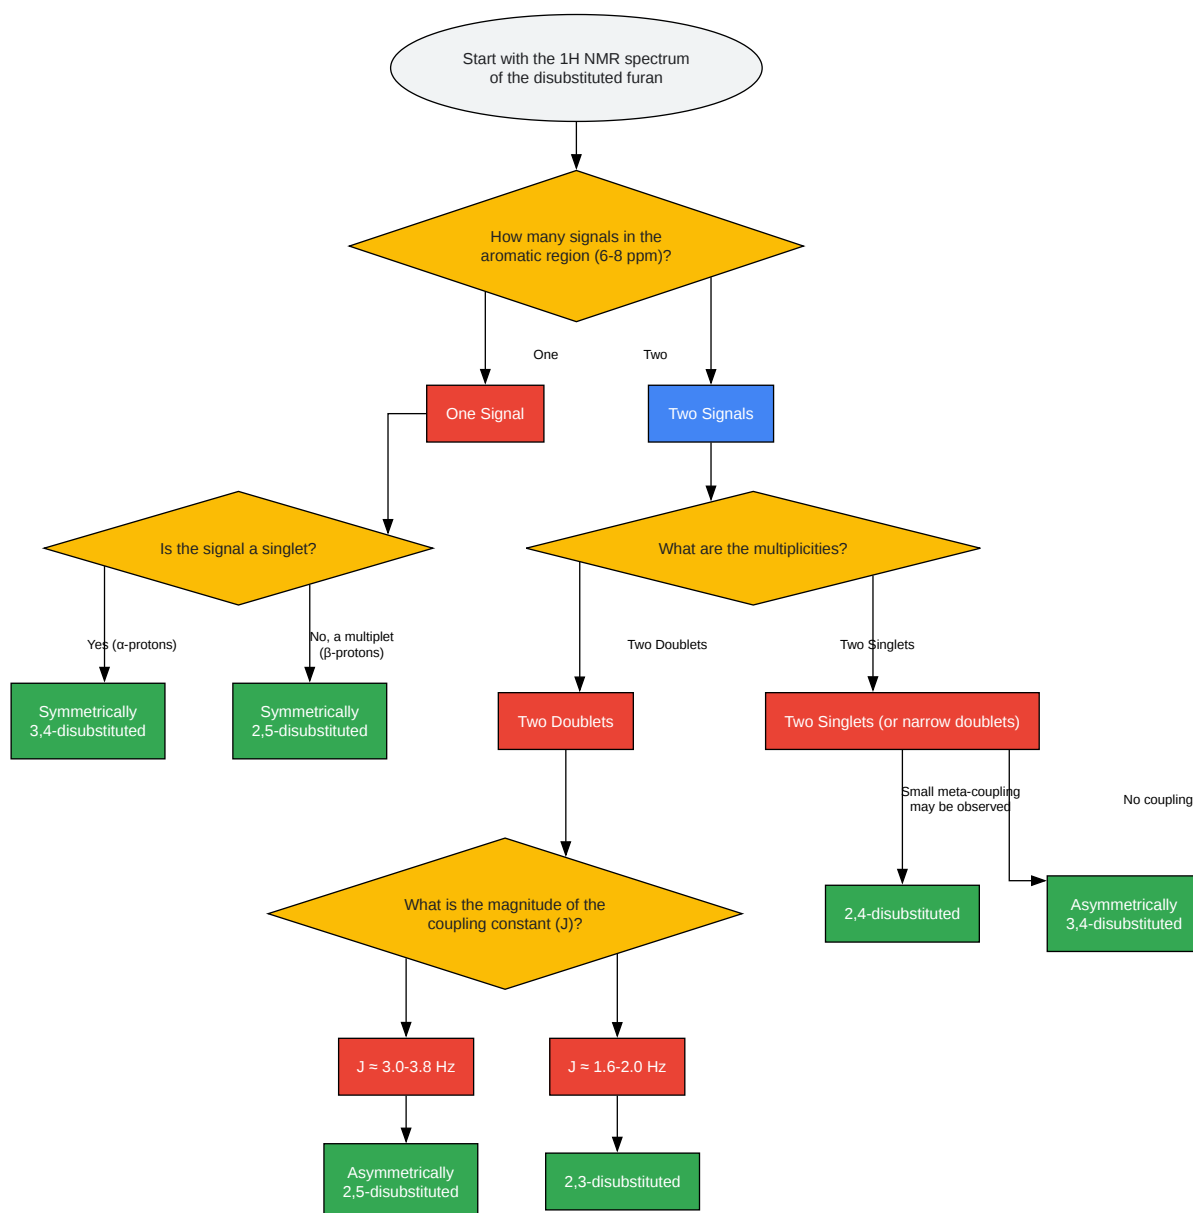 Start with the 1H NMR spectrum
of the disubstituted furan
How many signals in the
aromatic region (6-8 ppm)?
One
Two
One Signal
Two Signals
Is the signal a singlet?
What are the multiplicities?
Yes (α-protons)
No, a multiplet
(β-protons)
Two Doublets
Two Singlets
Symmetrically
3,4-disubstituted
Symmetrically
2,5-disubstituted
Two Doublets
Two Singlets (or narrow doublets)
Small meta-coupling
may be observed
No coupling
What is the magnitude of the
coupling constant (J)?
2,4-disubstituted
Asymmetrically
3,4-disubstituted
J ≈ 3.0-3.8 Hz
J ≈ 1.6-2.0 Hz
Asymmetrically
2,5-disubstituted
2,3-disubstituted